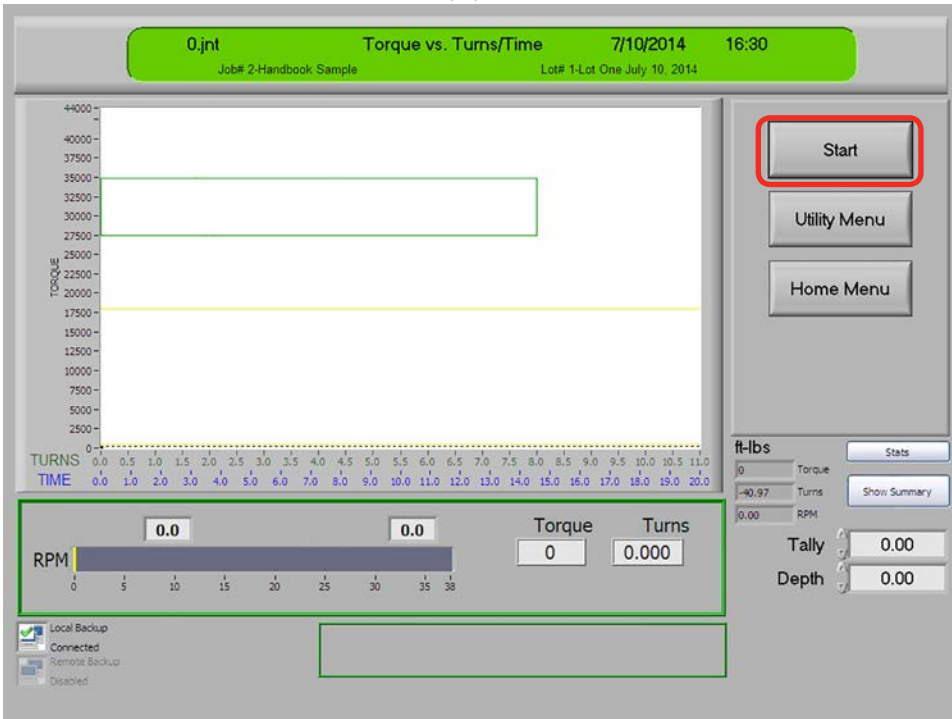 0.jnt Torque vs. Turns/Time 7/10/2014 16:30
Job# 2-Handbook Sample Lot# 1-Lot One July 10, 2014
44000
40000
37500
35000
32500
30000
27500
25000
22500
20000
17500
15000
12500
10000
7500
5000
2500
0
TORQUE
TURNS 0.0 0.5 1.0 1.5 2.0 2.5 3.0 3.5 4.0 4.5 5.0 5.5 6.0 6.5 7.0 7.5 8.0 8.5 9.0 9.5 10.0 10.5 11.0
TIME 0.0 1.0 2.0 3.0 4.0 5.0 6.0 7.0 8.0 9.0 10.0 11.0 12.0 13.0 14.0 15.0 16.0 17.0 18.0 19.0 20.0
Start
Utility Menu
Home Menu
ft-lbs
Stats
0 Torque
-40.97 Turns
Show Summary
0.00 RPM
Tally 0.00
Depth 0.00
0.0 0.0
Torque Turns
0 0.000
RPM
0 5 10 15 20 25 30 35 38
Local Backup
Connected
Remote Backup
Disabled